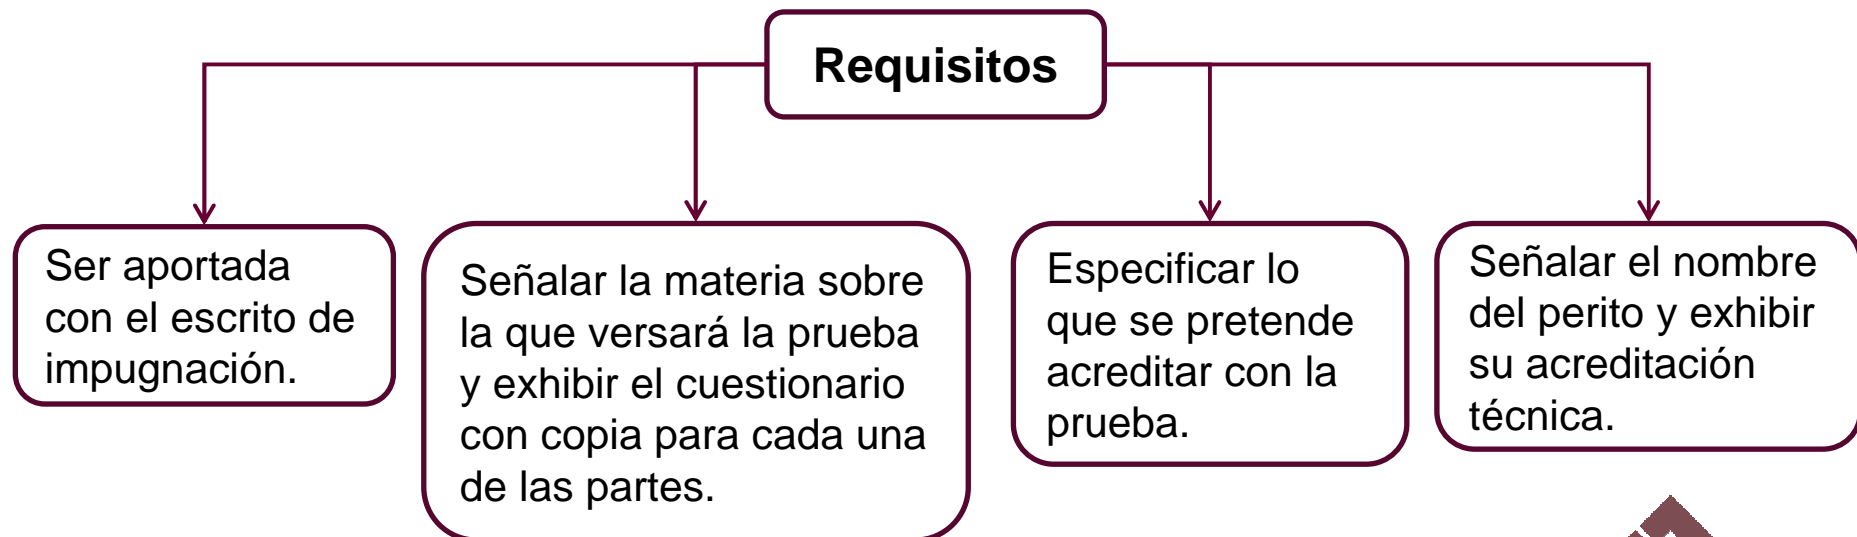 Requisitos
Ser aportada
con el escrito de
impugnación.
Señalar la materia sobre
la que versará la prueba
y exhibir el cuestionario
con copia para cada una
de las partes.
Especificar lo
que se pretende
acreditar con la
prueba.
Señalar el nombre
del perito y exhibir
su acreditación
técnica.